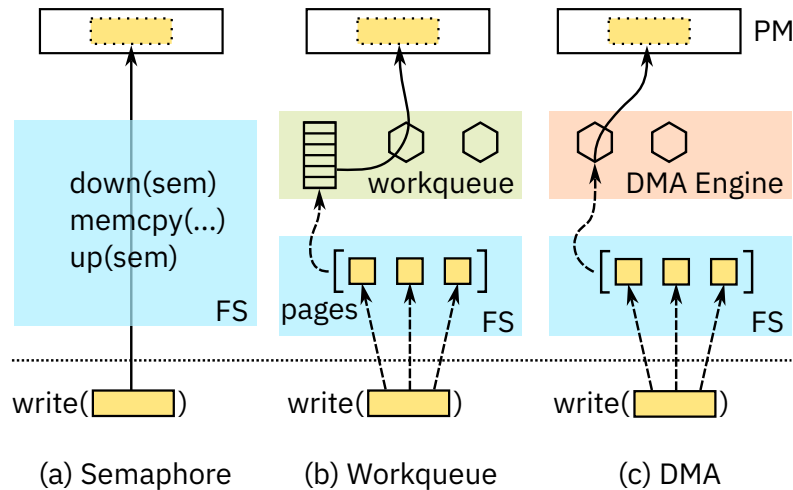 PM
down(sem)
memcpy(...)
up(sem)
FS
workqueue
pages
FS
DMA Engine
FS
write( )
write( )
write( )
(a) Semaphore
(b) Workqueue
(c) DMA